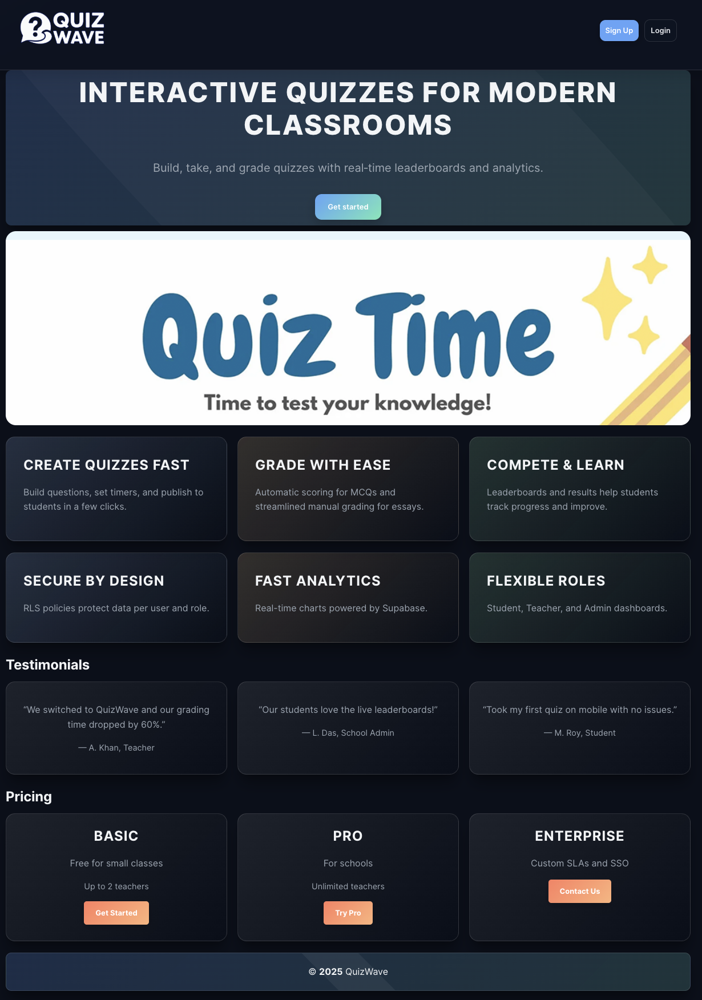 QUIZ
WAVE
Sign Up
Login
INTERACTIVE QUIZZES FOR MODERN
CLASSROOMS
Build, take, and grade quizzes with real-time leaderboards and analytics.
Get started
Quiz Time
Time to test your knowledge!
CREATE QUIZZES FAST
Build questions, set timers, and publish to
students in a few clicks.
GRADE WITH EASE
Automatic scoring for MCQs and
streamlined manual grading for essays.
COMPETE & LEARN
Leaderboards and results help students
track progress and improve.
SECURE BY DESIGN
RLS policies protect data per user and role.
FAST ANALYTICS
Real-time charts powered by Supabase.
FLEXIBLE ROLES
Student, Teacher, and Admin dashboards.
Testimonials
“We switched to QuizWave and our grading
time dropped by 60%.”
— A. Khan, Teacher
“Our students love the live leaderboards!”
— L. Das, School Admin
“Took my first quiz on mobile with no issues.”
— M. Roy, Student
Pricing
BASIC
Free for small classes
Up to 2 teachers
Get Started
PRO
For schools
Unlimited teachers
Try Pro
ENTERPRISE
Custom SLAs and SSO
Contact Us
© 2025 QuizWave